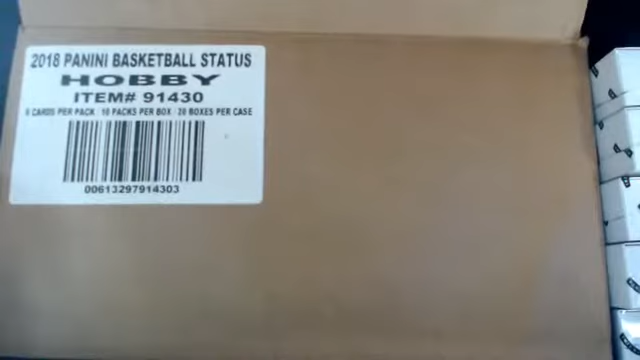 2018 PANINI BASKETBALL STATUS
HOBBY
ITEM# 91430
CARDS PER PACK · 10 PACKS PER BOX · 20 BOXES PER CASE
00613297914303